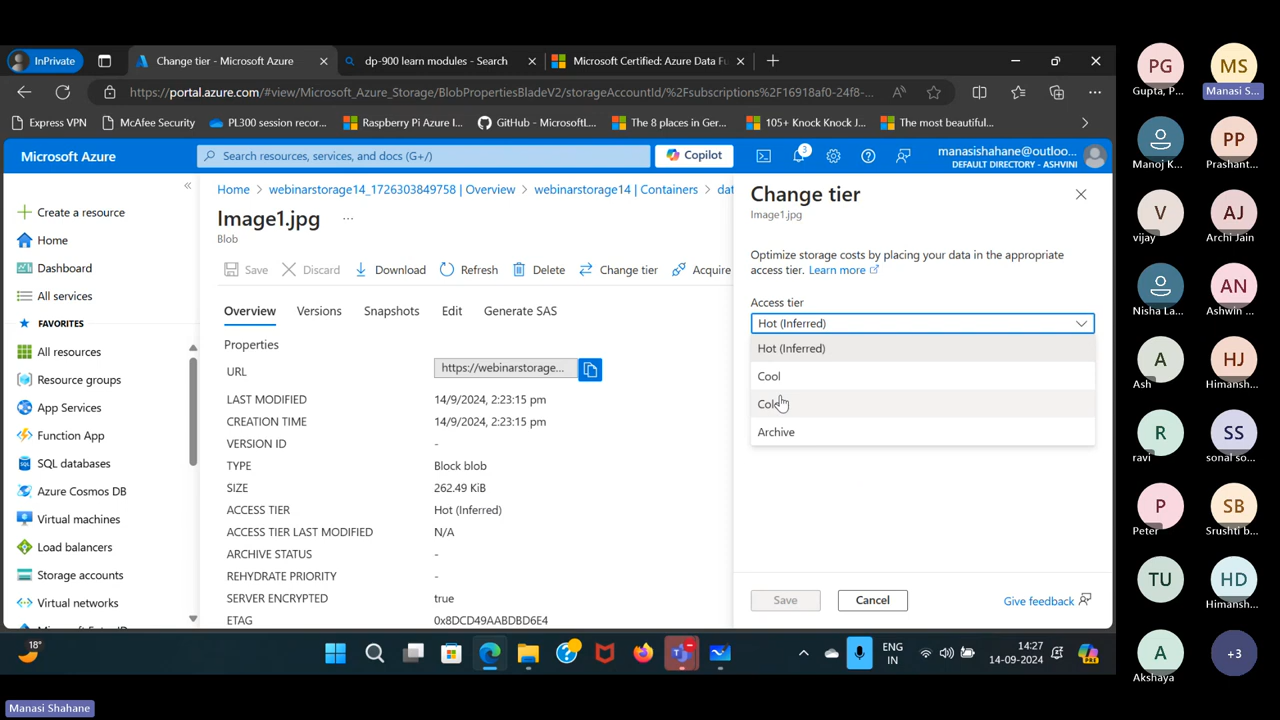 InPrivate
Change tier - Microsoft Azure
dp-900 learn modules - Search
Microsoft Certified: Azure Data Fu
https://portal.azure.com/#view/Microsoft_Azure_Storage/BlobPropertiesBladeV2/storageAccountId/%2Fsubscriptions%2F16918af0-24f8-...
Express VPN
McAfee Security
PL300 session recor...
Raspberry Pi Azure I...
GitHub - MicrosoftL...
The 8 places in Ger...
105+ Knock Knock J...
The most beautiful...
Microsoft Azure
Search resources, services, and docs (G+/)
Copilot
3
manasishahane@outloo...
DEFAULT DIRECTORY - ASHVINI
Create a resource
Home
Dashboard
All services
FAVORITES
All resources
Resource groups
App Services
Function App
SQL databases
Azure Cosmos DB
Virtual machines
Load balancers
Storage accounts
Virtual networks
Home > webinarstorage14_1726303849758 | Overview > webinarstorage14 | Containers > dat
Image1.jpg ...
Blob
Save
Discard
Download
Refresh
Delete
Change tier
Acquire
Overview
Versions
Snapshots
Edit
Generate SAS
Properties
URL https://webinarstorage...
LAST MODIFIED 14/9/2024, 2:23:15 pm
CREATION TIME 14/9/2024, 2:23:15 pm
VERSION ID -
TYPE Block blob
SIZE 262.49 KiB
ACCESS TIER Hot (Inferred)
ACCESS TIER LAST MODIFIED N/A
ARCHIVE STATUS -
REHYDRATE PRIORITY -
SERVER ENCRYPTED true
ETAG 0x8DCD49AABDBD6E4
Change tier
Image1.jpg
Optimize storage costs by placing your data in the appropriate
access tier. Learn more
Access tier
Hot (Inferred)
Hot (Inferred)
Cool
Archive
Save
Cancel
Give feedback
18°
ENG
IN
14:27
14-09-2024
PRE
PG
Gupta, P...
MS
Manasi S...
Manoj K...
PP
Prashant...
V
vijay
AJ
Archi Jain
Nisha La...
AN
Ashwin ...
A
Ash
HJ
Himansh...
R
ravi
SS
sonal so...
P
Peter
SB
Srushti b...
TU
HD
Himansh...
A
Akshaya
+3
Manasi Shahane